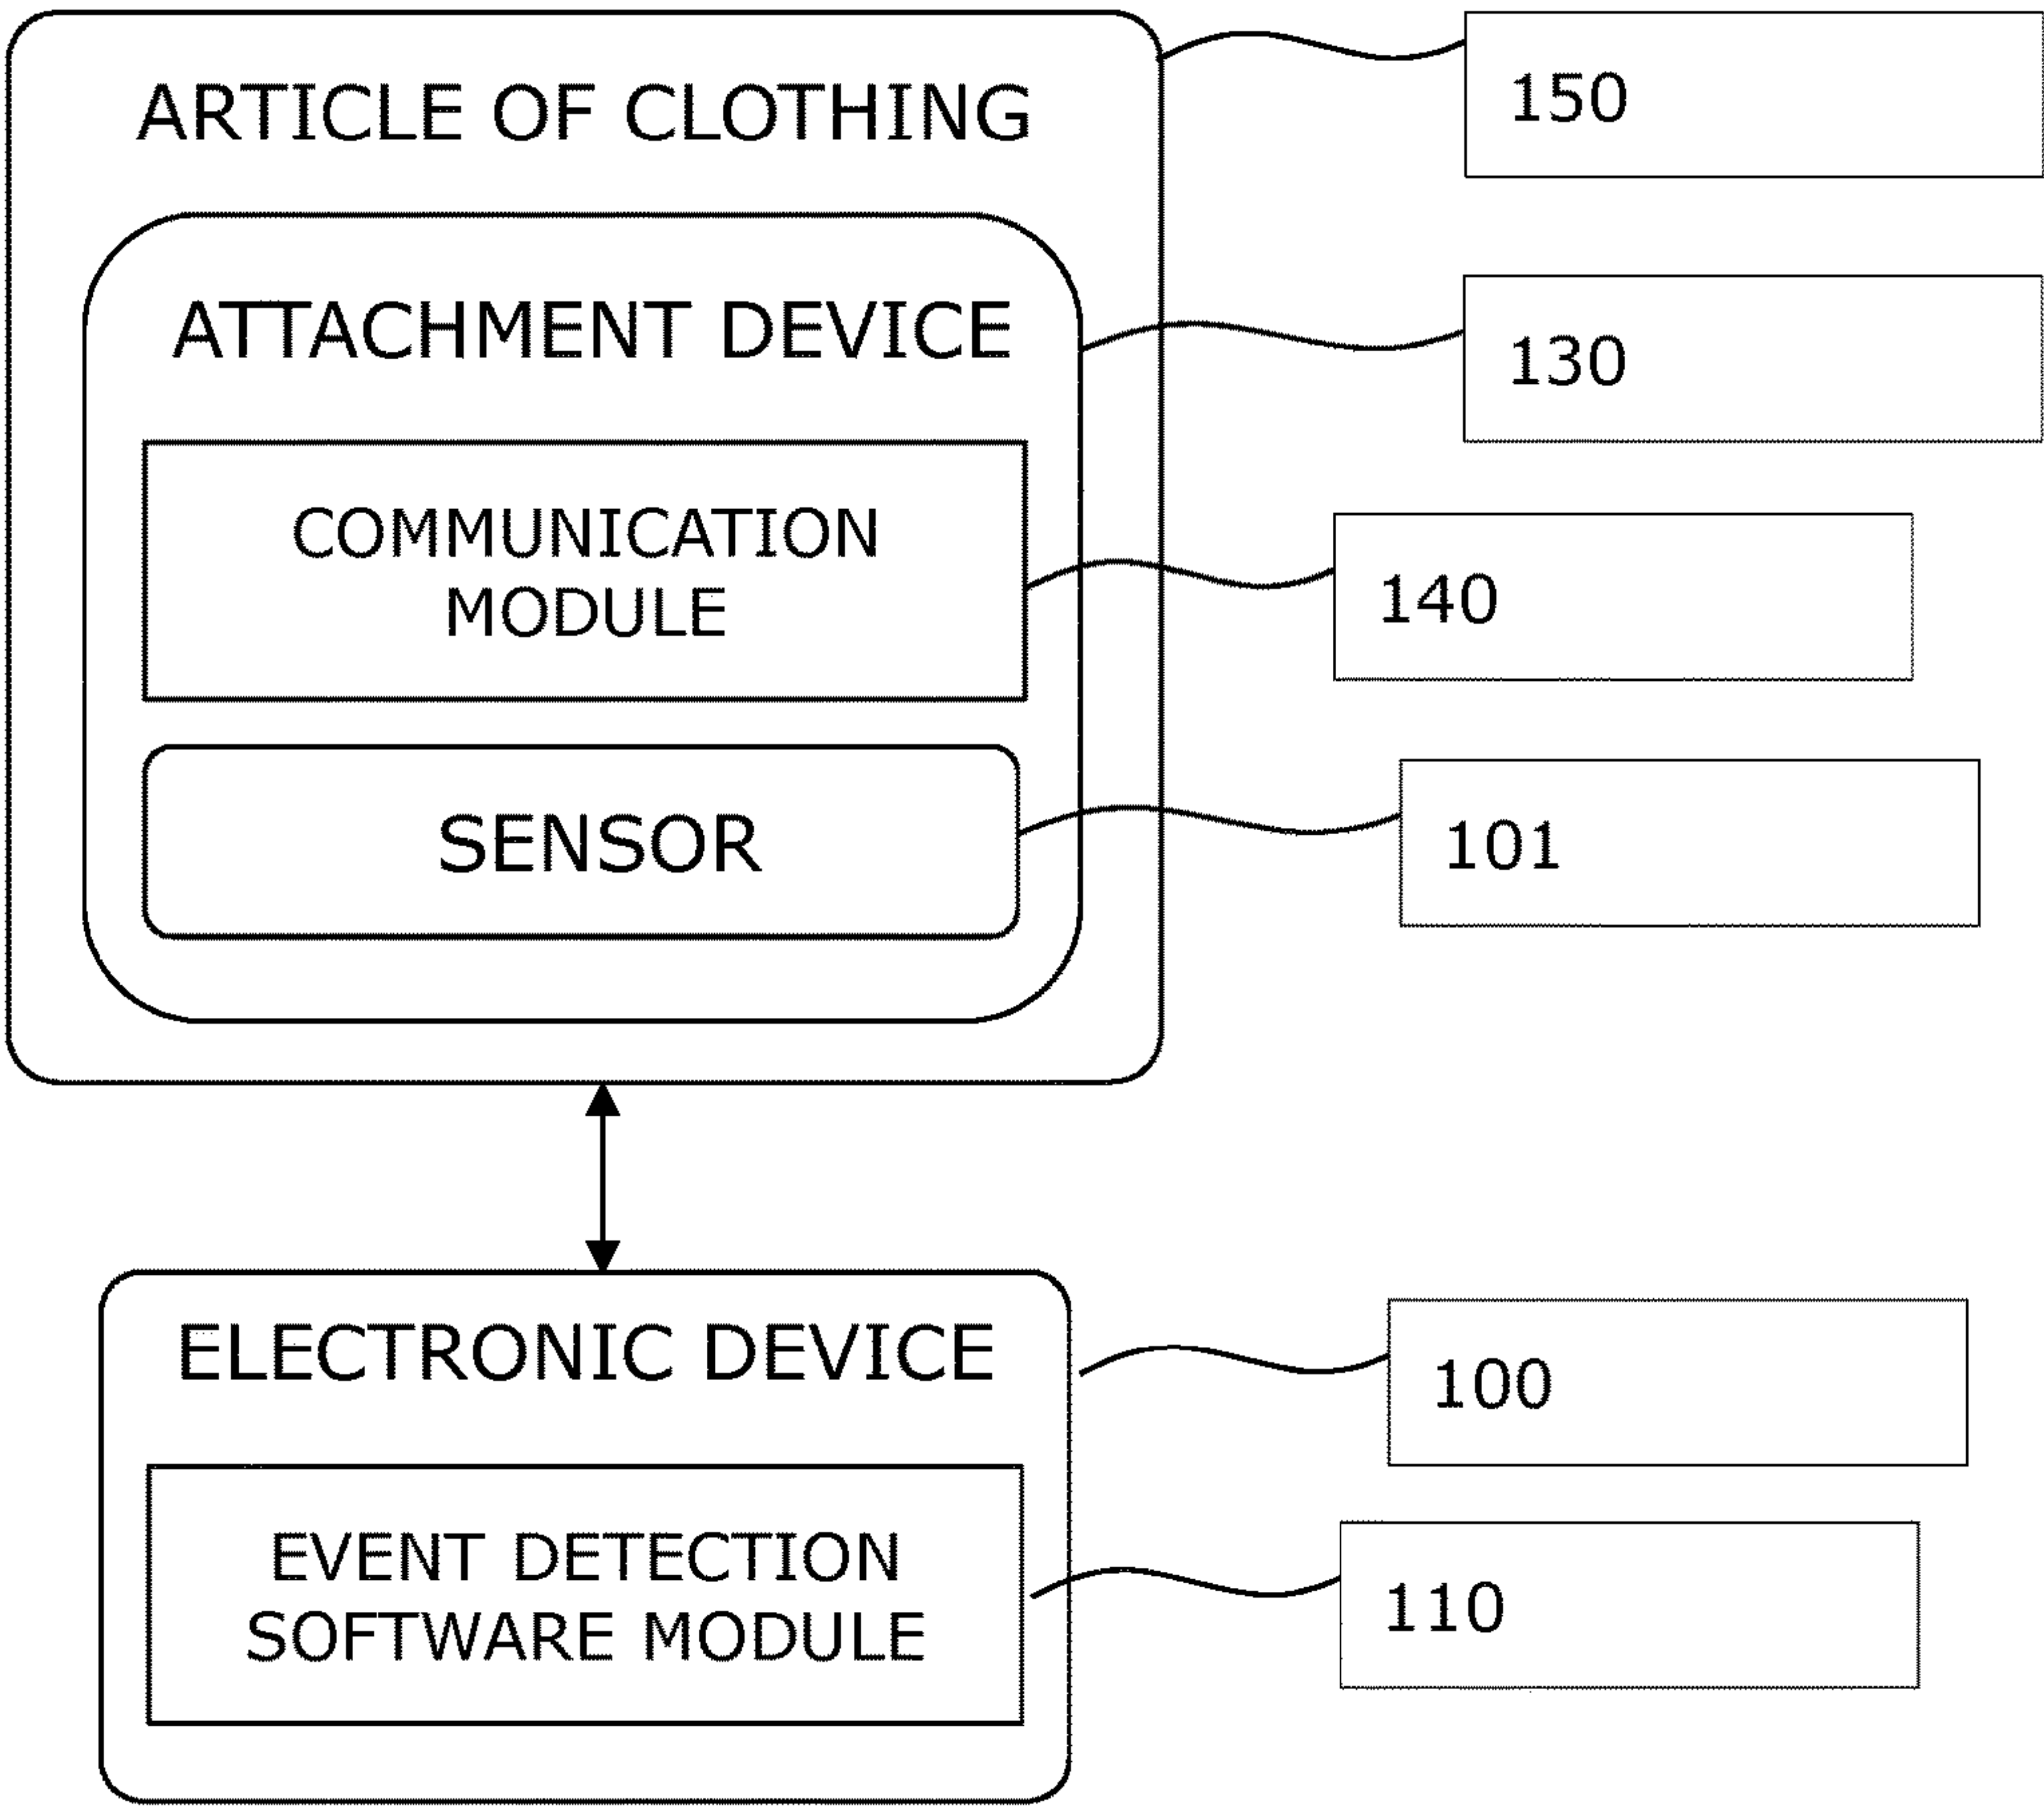 ARTICLE OF CLOTHING
150
ATTACHMENT DEVICE
130
COMMUNICATION
MODULE
140
SENSOR
101
ELECTRONIC DEVICE
100
EVENT DETECTION
SOFTWARE MODULE
110